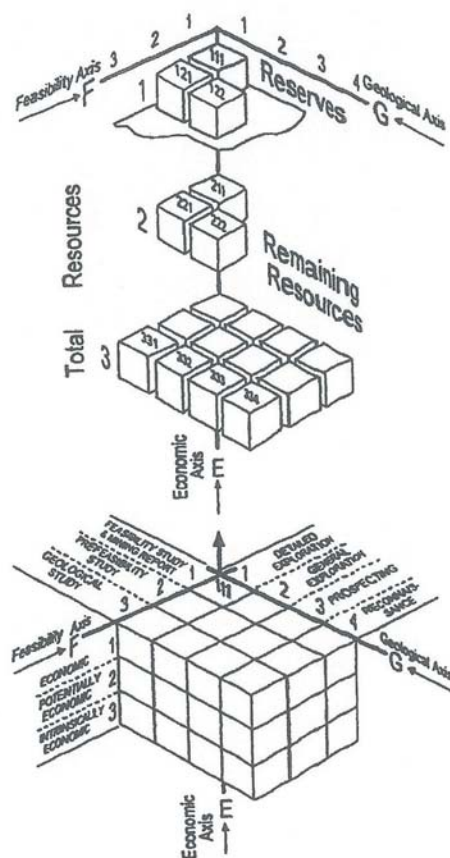 1
1
2
2
3
3
4
Feasibility Axis
F
Geological Axis
G
1
111
121
122
Reserves
211
221
222
2
Resources
Remaining
Resources
Total
3
331
332
333
334
Economic Axis
E
FEASIBILITY STUDY
& MINING REPORT
PREFEASIBILITY
STUDY
GEOLOGICAL
STUDY
DETAILED
EXPLORATION
GENERAL
EXPLORATION
PROSPECTING
RECONNAIS-
SANCE
1
1
2
2
3
3
4
Feasibility Axis
F
Geological Axis
G
1
ECONOMIC
2
POTENTIALLY
ECONOMIC
3
INTRINSICALLY
ECONOMIC
Economic
Axis
E